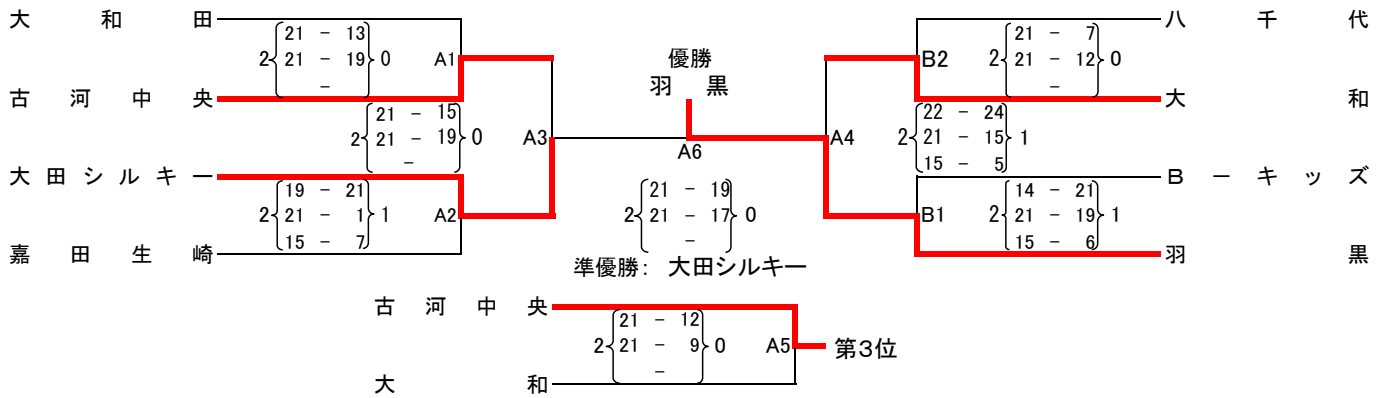 大和田 八千代
21 - 13 21 - 7
2 21 - 19 0 A1 優勝 B2 2 21 - 12 0
- 羽黒 -
古河中央 大和
21 - 15 22 - 24
2 21 - 19 0 A3 A4 2 21 - 15 1
- A6 15 - 5
大田シルキー Bーキッズ
19 - 21 21 - 19 14 - 21
2 21 - 1 1 A2 2 21 - 17 0 B1 2 21 - 19 1
15 - 7 - 15 - 6
嘉田生崎 羽黒
準優勝: 大田シルキー
古河中央
21 - 12
2 21 - 9 0 A5 第3位
-
大和